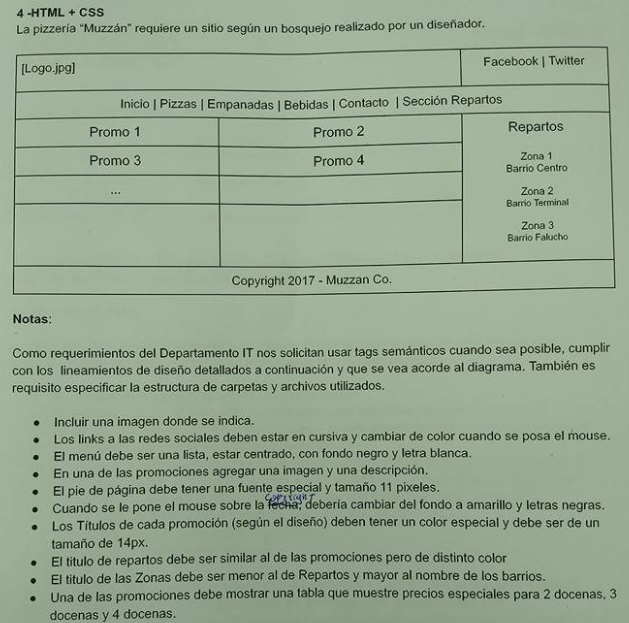 4 -HTML + CSS
La pizzería “Muzzán” requiere un sitio según un bosquejo realizado por un diseñador.
[Logo.jpg]
Facebook | Twitter
Inicio | Pizzas | Empanadas | Bebidas | Contacto | Sección Repartos
Promo 1
Promo 2
Promo 3
Promo 4
...
Repartos
Zona 1
Barrio Centro
Zona 2
Barrio Terminal
Zona 3
Barrio Falucho
Copyright 2017 - Muzzan Co.
Notas:
Como requerimientos del Departamento IT nos solicitan usar tags semánticos cuando sea posible, cumplir
con los lineamientos de diseño detallados a continuación y que se vea acorde al diagrama. También es
requisito especificar la estructura de carpetas y archivos utilizados.
● Incluir una imagen donde se indica.
● Los links a las redes sociales deben estar en cursiva y cambiar de color cuando se posa el mouse.
● El menú debe ser una lista, estar centrado, con fondo negro y letra blanca.
● En una de las promociones agregar una imagen y una descripción.
● El pie de página debe tener una fuente especial y tamaño 11 pixeles.
copyright
● Cuando se le pone el mouse sobre la fecha, debería cambiar del fondo a amarillo y letras negras.
● Los Títulos de cada promoción (según el diseño) deben tener un color especial y debe ser de un
tamaño de 14px.
● El titulo de repartos debe ser similar al de las promociones pero de distinto color
● El titulo de las Zonas debe ser menor al de Repartos y mayor al nombre de los barrios.
● Una de las promociones debe mostrar una tabla que muestre precios especiales para 2 docenas, 3
docenas y 4 docenas.